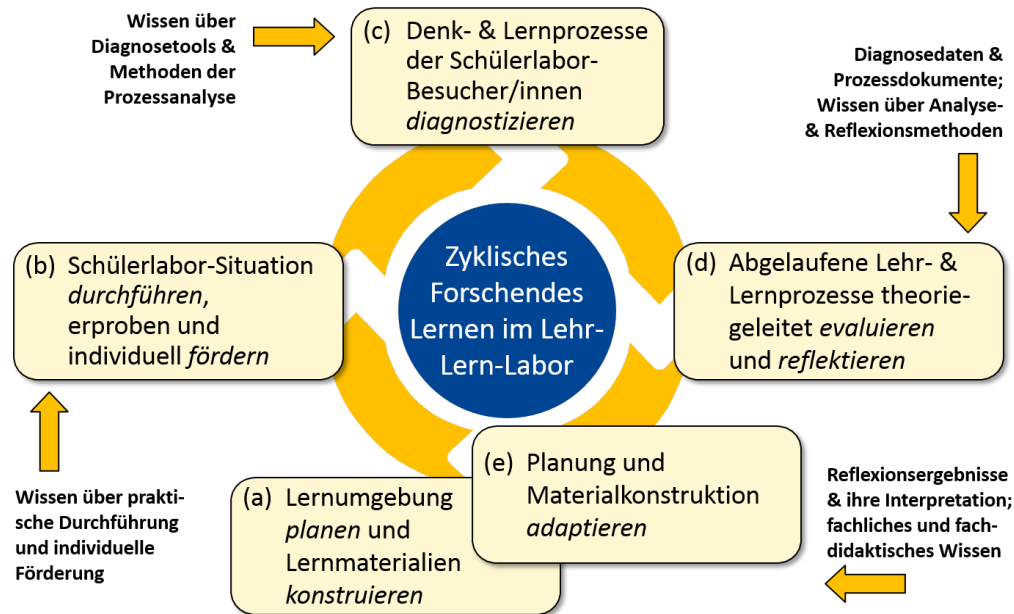 Wissen über
Diagnosetools &
Methoden der
Prozessanalyse
(c) Denk- & Lernprozesse
der Schülerlabor-
Besucher/innen
diagnostizieren
Diagnosedaten &
Prozessdokumente;
Wissen über Analyse-
& Reflexionsmethoden
(b) Schülerlabor-Situation
durchführen,
erproben und
individuell fördern
Zyklisches
Forschendes
Lernen im Lehr-
Lern-Labor
(d) Abgelaufene Lehr- &
Lernprozesse theorie-
geleitet evaluieren
und reflektieren
Wissen über prakti-
sche Durchführung
und individuelle
Förderung
(a) Lernumgebung
planen und
Lernmaterialien
konstruieren
(e) Planung und
Materialkonstruktion
adaptieren
Reflexionsergebnisse
& ihre Interpretation;
fachliches und fach-
didaktisches Wissen